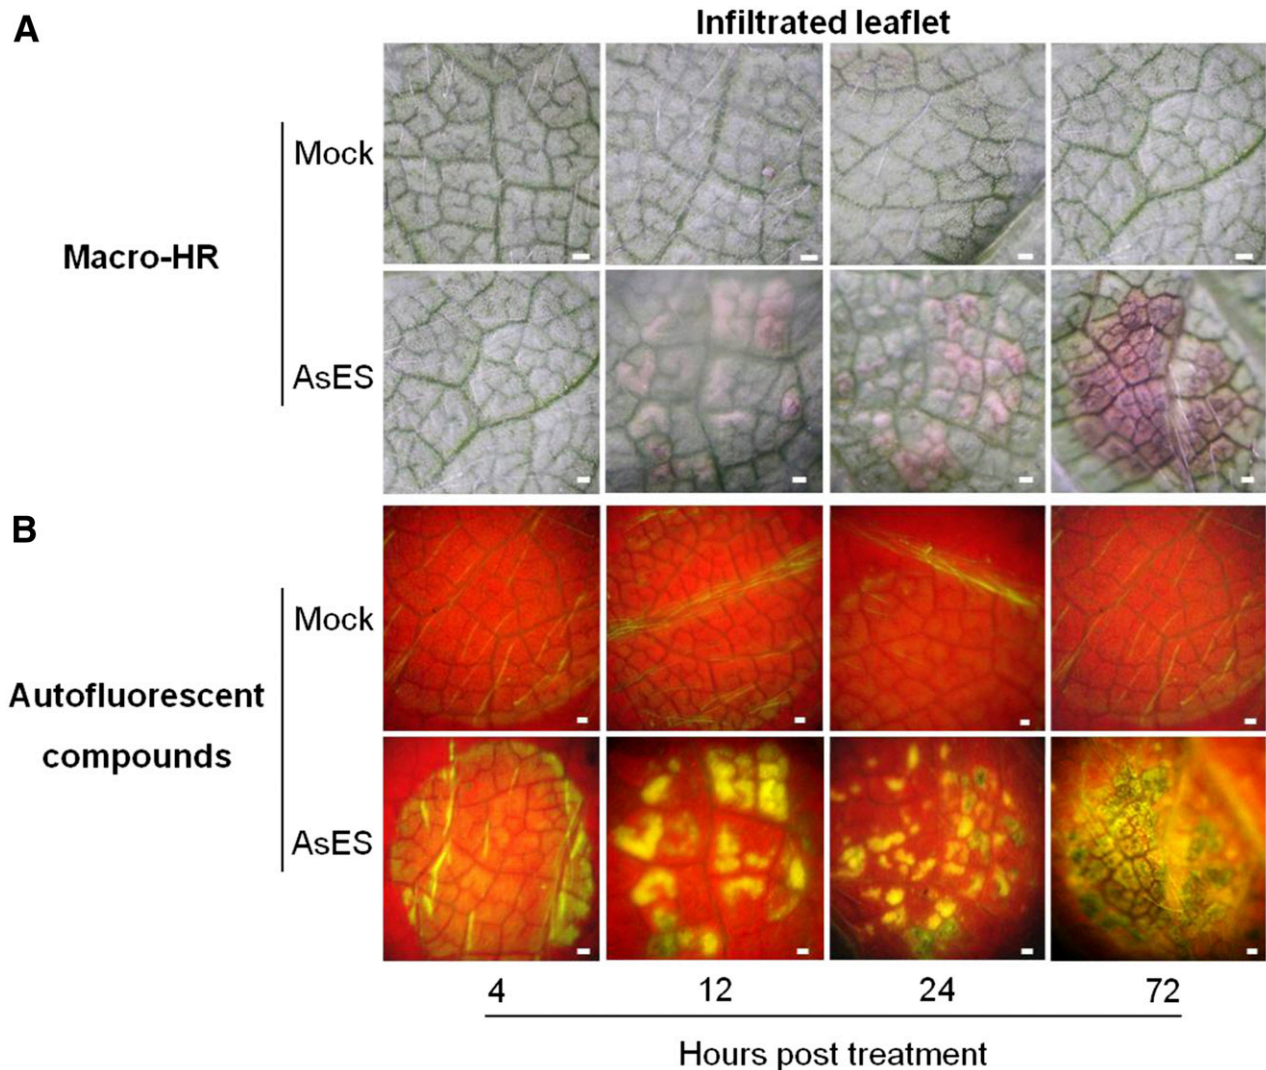 A
Infiltrated leaflet
Mock
Macro-HR
AsES
B
Mock
Autofluorescent
compounds
AsES
4 12 24 72
Hours post treatment